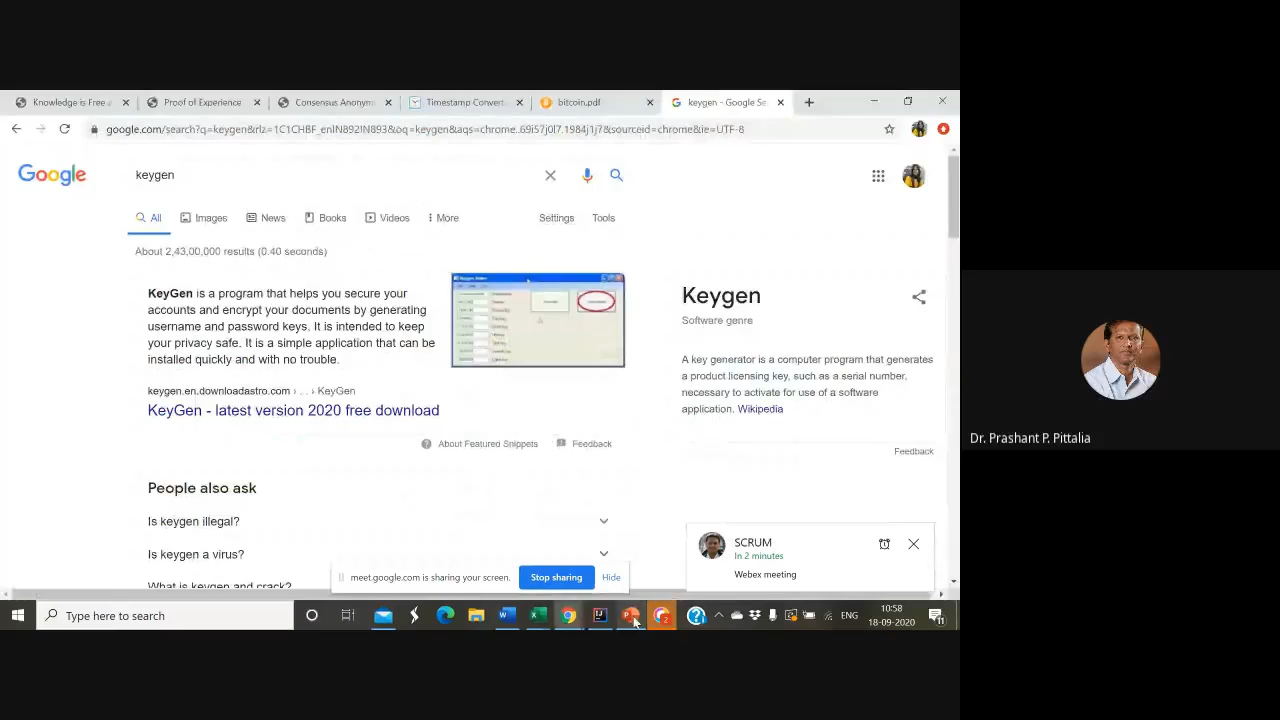 Knowledge is Free
Proof of Experience
Consensus Anonym
Timestamp Convert
bitcoin.pdf
keygen - Google Se
google.com/search?q=keygen&rlz=1C1CHBF_enIN892IN893&oq=keygen&aqs=chrome..69i57j0l7.1984j1j7&sourceid=chrome&ie=UTF-8
Google
keygen
All
Images
News
Books
Videos
More
Settings
Tools
About 2,43,00,000 results (0.40 seconds)
KeyGen is a program that helps you secure your
accounts and encrypt your documents by generating
username and password keys. It is intended to keep
your privacy safe. It is a simple application that can be
installed quickly and with no trouble.
keygen.en.downloadastro.com › ... › KeyGen
KeyGen - latest version 2020 free download
About Featured Snippets
Feedback
People also ask
Is keygen illegal?
Is keygen a virus?
What is keygen and crack?
Keygen
Software genre
A key generator is a computer program that generates
a product licensing key, such as a serial number,
necessary to activate for use of a software
application. Wikipedia
Feedback
SCRUM
In 2 minutes
Webex meeting
meet.google.com is sharing your screen.
Stop sharing
Hide
Type here to search
ENG
10:58
18-09-2020
Dr. Prashant P. Pittalia